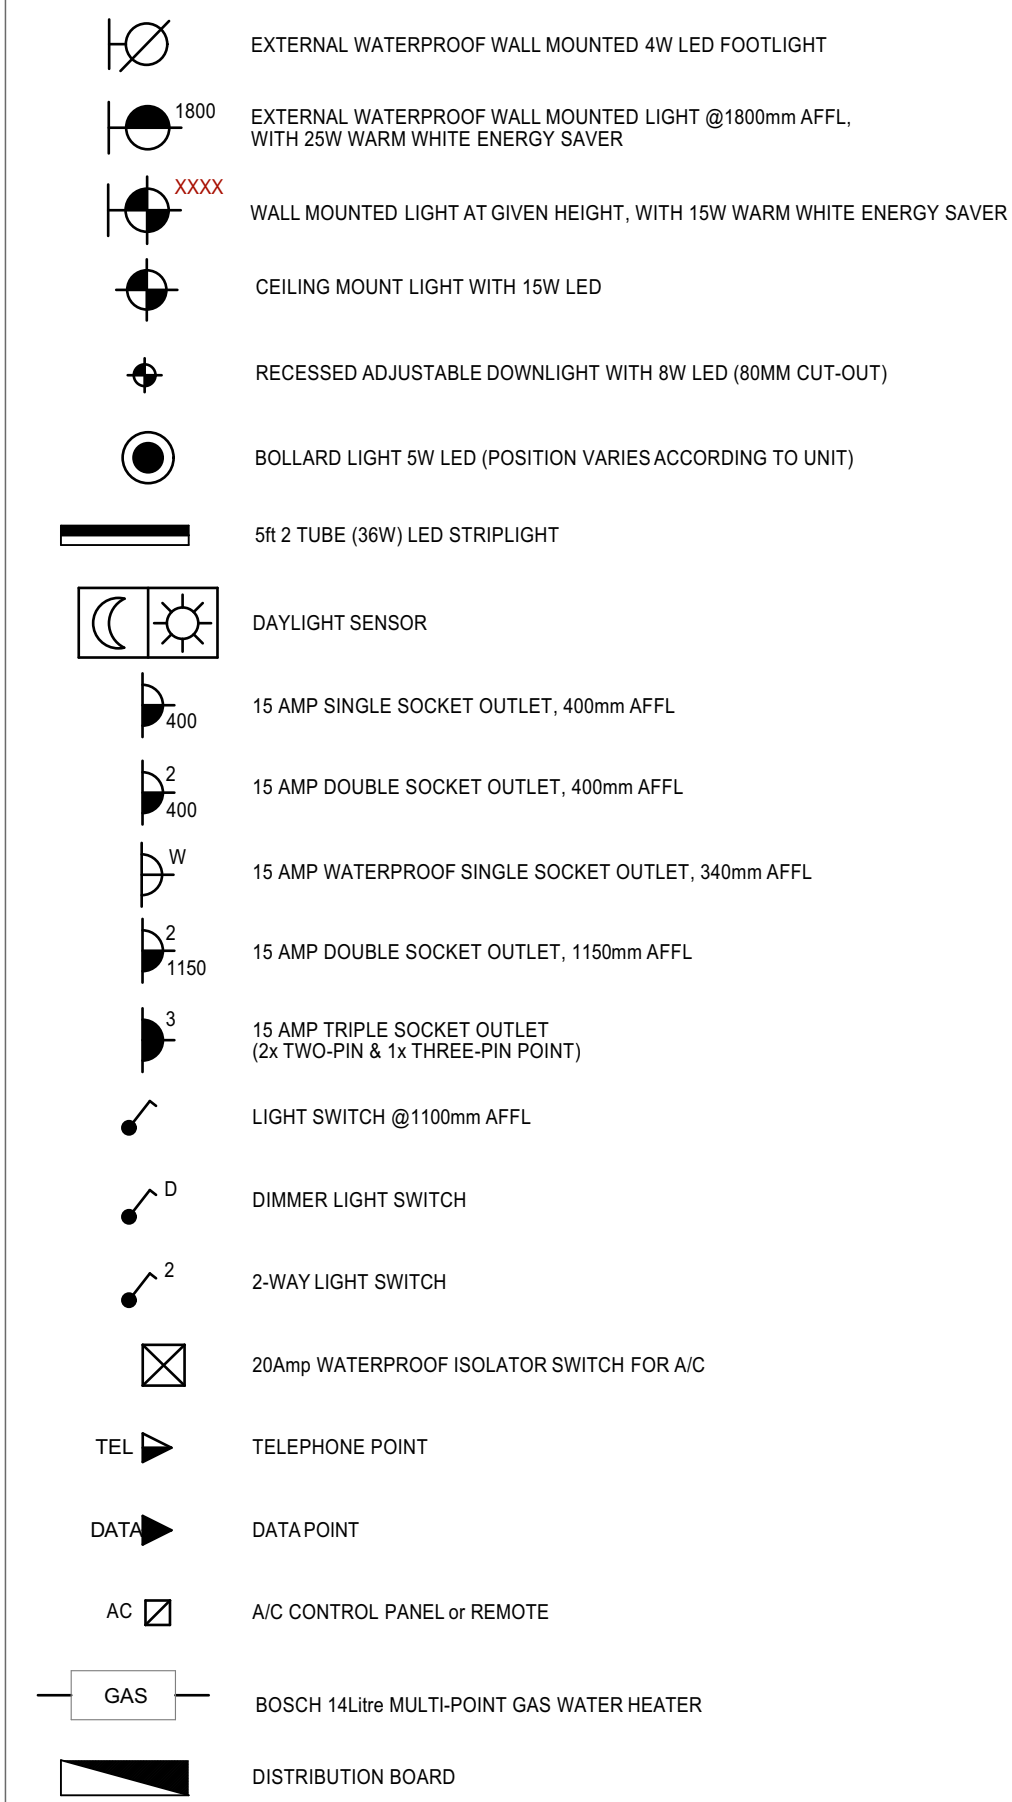 EXTERNAL WATERPROOF WALL MOUNTED 4W LED FOOTLIGHT
1800
EXTERNAL WATERPROOF WALL MOUNTED LIGHT @1800mm AFFL,
WITH 25W WARM WHITE ENERGY SAVER
XXXX
WALL MOUNTED LIGHT AT GIVEN HEIGHT, WITH 15W WARM WHITE ENERGY SAVER
CEILING MOUNT LIGHT WITH 15W LED
RECESSED ADJUSTABLE DOWNLIGHT WITH 8W LED (80MM CUT-OUT)
BOLLARD LIGHT 5W LED (POSITION VARIES ACCORDING TO UNIT)
5ft 2 TUBE (36W) LED STRIPLIGHT
DAYLIGHT SENSOR
400
15 AMP SINGLE SOCKET OUTLET, 400mm AFFL
2
400
15 AMP DOUBLE SOCKET OUTLET, 400mm AFFL
W
15 AMP WATERPROOF SINGLE SOCKET OUTLET, 340mm AFFL
2
1150
15 AMP DOUBLE SOCKET OUTLET, 1150mm AFFL
3
15 AMP TRIPLE SOCKET OUTLET
(2x TWO-PIN & 1x THREE-PIN POINT)
LIGHT SWITCH @1100mm AFFL
D
DIMMER LIGHT SWITCH
2
2-WAY LIGHT SWITCH
20Amp WATERPROOF ISOLATOR SWITCH FOR A/C
TEL
TELEPHONE POINT
DATA
DATA POINT
AC
A/C CONTROL PANEL or REMOTE
GAS
BOSCH 14Litre MULTI-POINT GAS WATER HEATER
DISTRIBUTION BOARD